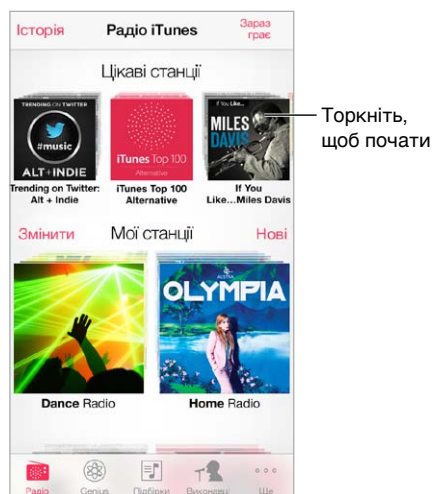 Історія Радіо iTunes Зараз грає
Цікаві станції
TRENDING ON TWITTER
#music
ALT+INDIE
iTunes Top 100
Alternative
If You Like...
MILES
DAVIS
Торкніть,
щоб почати
Trending on Twitter:
Alt + Indie
iTunes Top 100
Alternative
If You
Like...Miles Davis
Змінити Мої станції Нові
OLYMPIA
Dance Radio Home Radio
Радіо Genius Підбірки Виконавці Ще